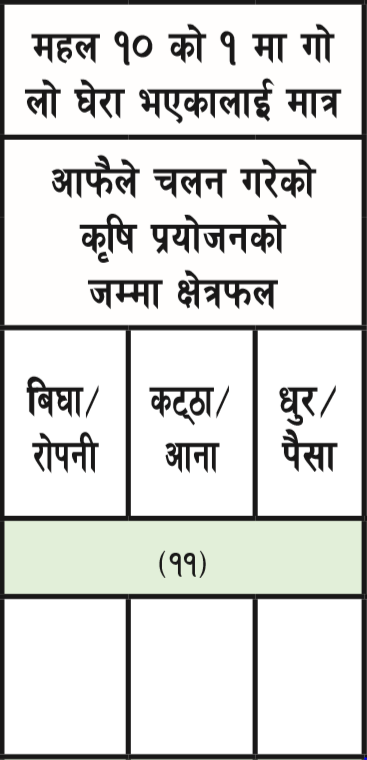 महल १० को १ मा गो
लो घेरा भएकालाई मात्र
आफैले चलन गरेको
कृषि प्रयोजनको
जम्मा क्षेत्रफल
बिघा/ कट्ठा/ धुर/
रोपनी आना पैसा
(११)